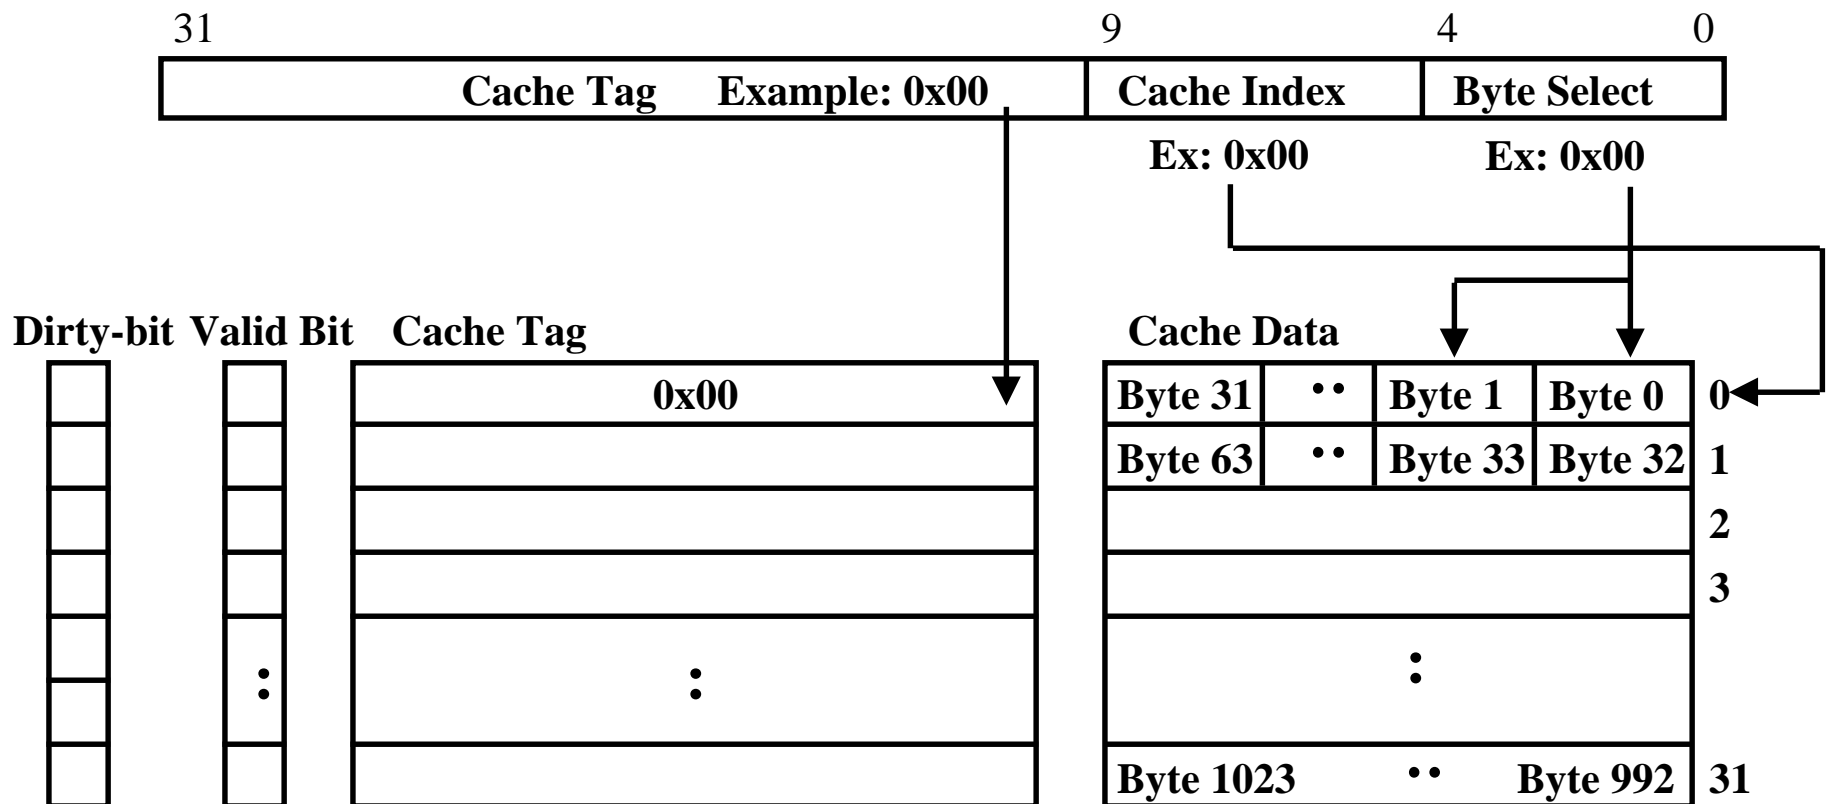 31 9 4 0
Cache Tag Example: 0x00 Cache Index Byte Select
Ex: 0x00 Ex: 0x00
Dirty-bit Valid Bit Cache Tag Cache Data
0x00 Byte 31 •• Byte 1 Byte 0 0
Byte 63 •• Byte 33 Byte 32 1
2
3
: : :
Byte 1023 •• Byte 992 31